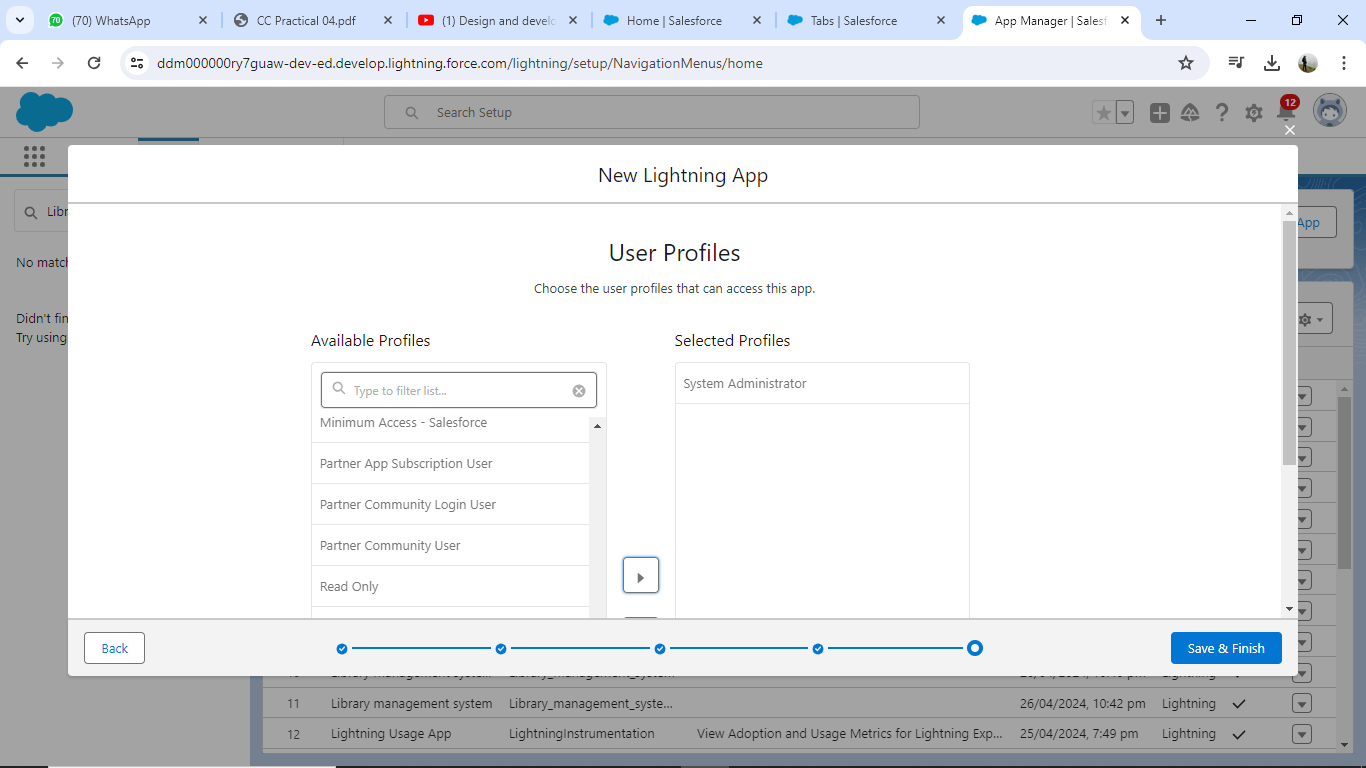 (70) WhatsApp
CC Practical 04.pdf
(1) Design and develo
Home | Salesforce
Tabs | Salesforce
App Manager | Salesf
ddm000000ry7guaw-dev-ed.develop.lightning.force.com/lightning/setup/NavigationMenus/home
Search Setup
12
New Lightning App
Libr
App
User Profiles
No match
Choose the user profiles that can access this app.
Didn't fin
Try using
Available Profiles
Selected Profiles
Type to filter list...
System Administrator
Minimum Access - Salesforce
Partner App Subscription User
Partner Community Login User
Partner Community User
Read Only
Back
Save & Finish
11 Library management system Library_management_syste... 26/04/2024, 10:42 pm Lightning
12 Lightning Usage App LightningInstrumentation View Adoption and Usage Metrics for Lightning Exp... 25/04/2024, 7:49 pm Lightning